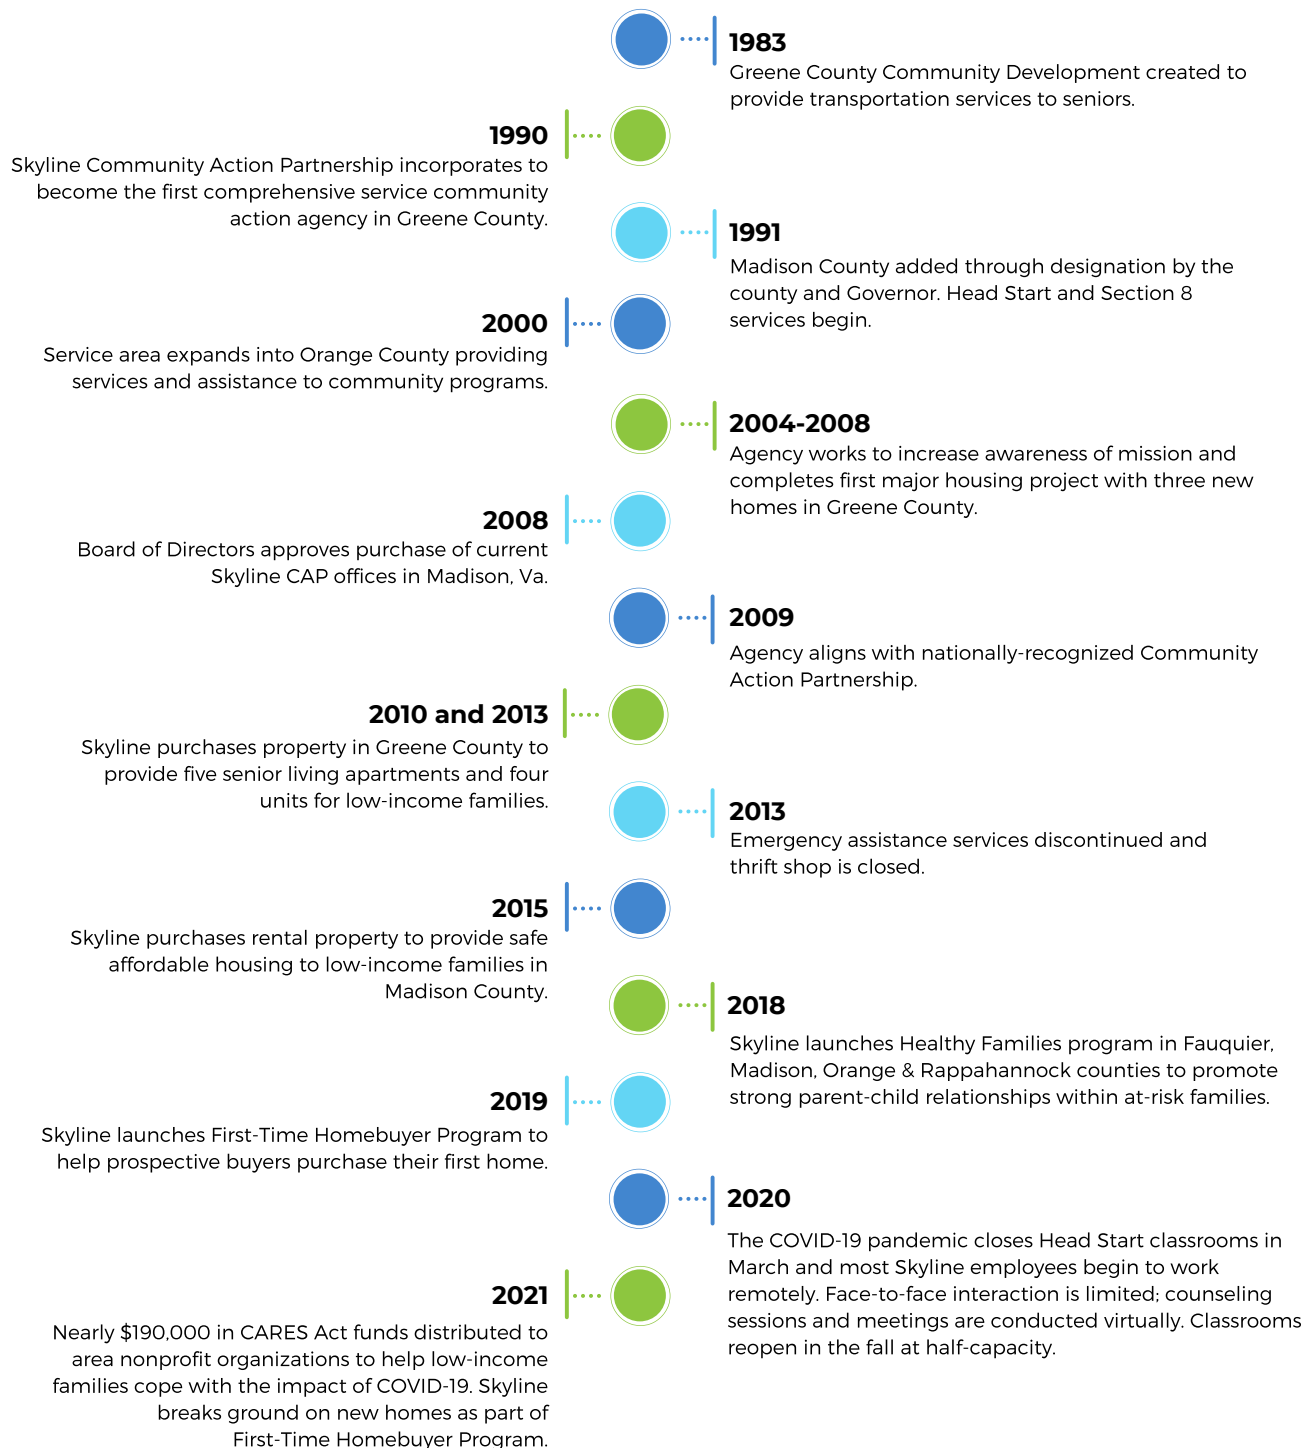 1983
Greene County Community Development created to
provide transportation services to seniors.
1990
Skyline Community Action Partnership incorporates to
become the first comprehensive service community
action agency in Greene County.
1991
Madison County added through designation by the
county and Governor. Head Start and Section 8
services begin.
2000
Service area expands into Orange County providing
services and assistance to community programs.
2004-2008
Agency works to increase awareness of mission and
completes first major housing project with three new
homes in Greene County.
2008
Board of Directors approves purchase of current
Skyline CAP offices in Madison, Va.
2009
Agency aligns with nationally-recognized Community
Action Partnership.
2010 and 2013
Skyline purchases property in Greene County to
provide five senior living apartments and four
units for low-income families.
2013
Emergency assistance services discontinued and
thrift shop is closed.
2015
Skyline purchases rental property to provide safe
affordable housing to low-income families in
Madison County.
2018
Skyline launches Healthy Families program in Fauquier,
Madison, Orange & Rappahannock counties to promote
strong parent-child relationships within at-risk families.
2019
Skyline launches First-Time Homebuyer Program to
help prospective buyers purchase their first home.
2020
The COVID-19 pandemic closes Head Start classrooms in
March and most Skyline employees begin to work
remotely. Face-to-face interaction is limited; counseling
sessions and meetings are conducted virtually. Classrooms
reopen in the fall at half-capacity.
2021
Nearly $190,000 in CARES Act funds distributed to
area nonprofit organizations to help low-income
families cope with the impact of COVID-19. Skyline
breaks ground on new homes as part of
First-Time Homebuyer Program.